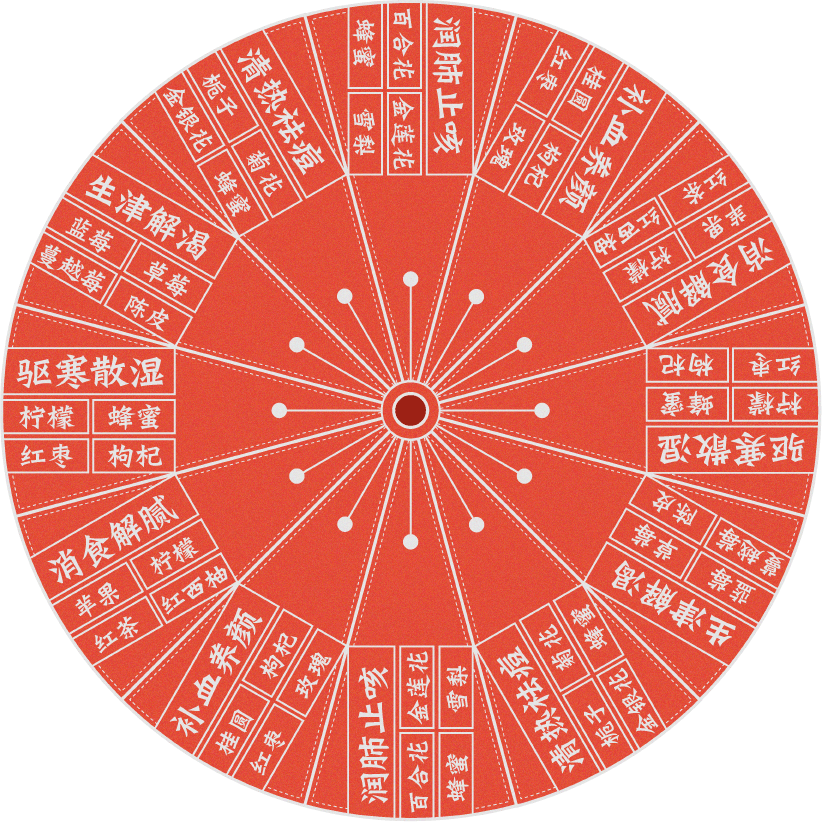 润肺止咳
百合花
金莲花
蜂蜜
雪梨
补血养颜
桂圆
枸杞
红枣
玫瑰
消食解腻
苹果
柠檬
红茶
红西柚
驱寒散湿
柠檬
蜂蜜
红枣
枸杞
生津解渴
蓝莓
草莓
蔓越莓
陈皮
清热祛痘
栀子
菊花
金银花
蜂蜜
润肺止咳
金莲花
百合花
雪梨
蜂蜜
补血养颜
枸杞
桂圆
玫瑰
红枣
消食解腻
苹果
柠檬
红茶
红西柚
驱寒散湿
柠檬
蜂蜜
红枣
枸杞
生津解渴
蓝莓
草莓
蔓越莓
陈皮
清热祛痘
栀子
菊花
金银花
蜂蜜